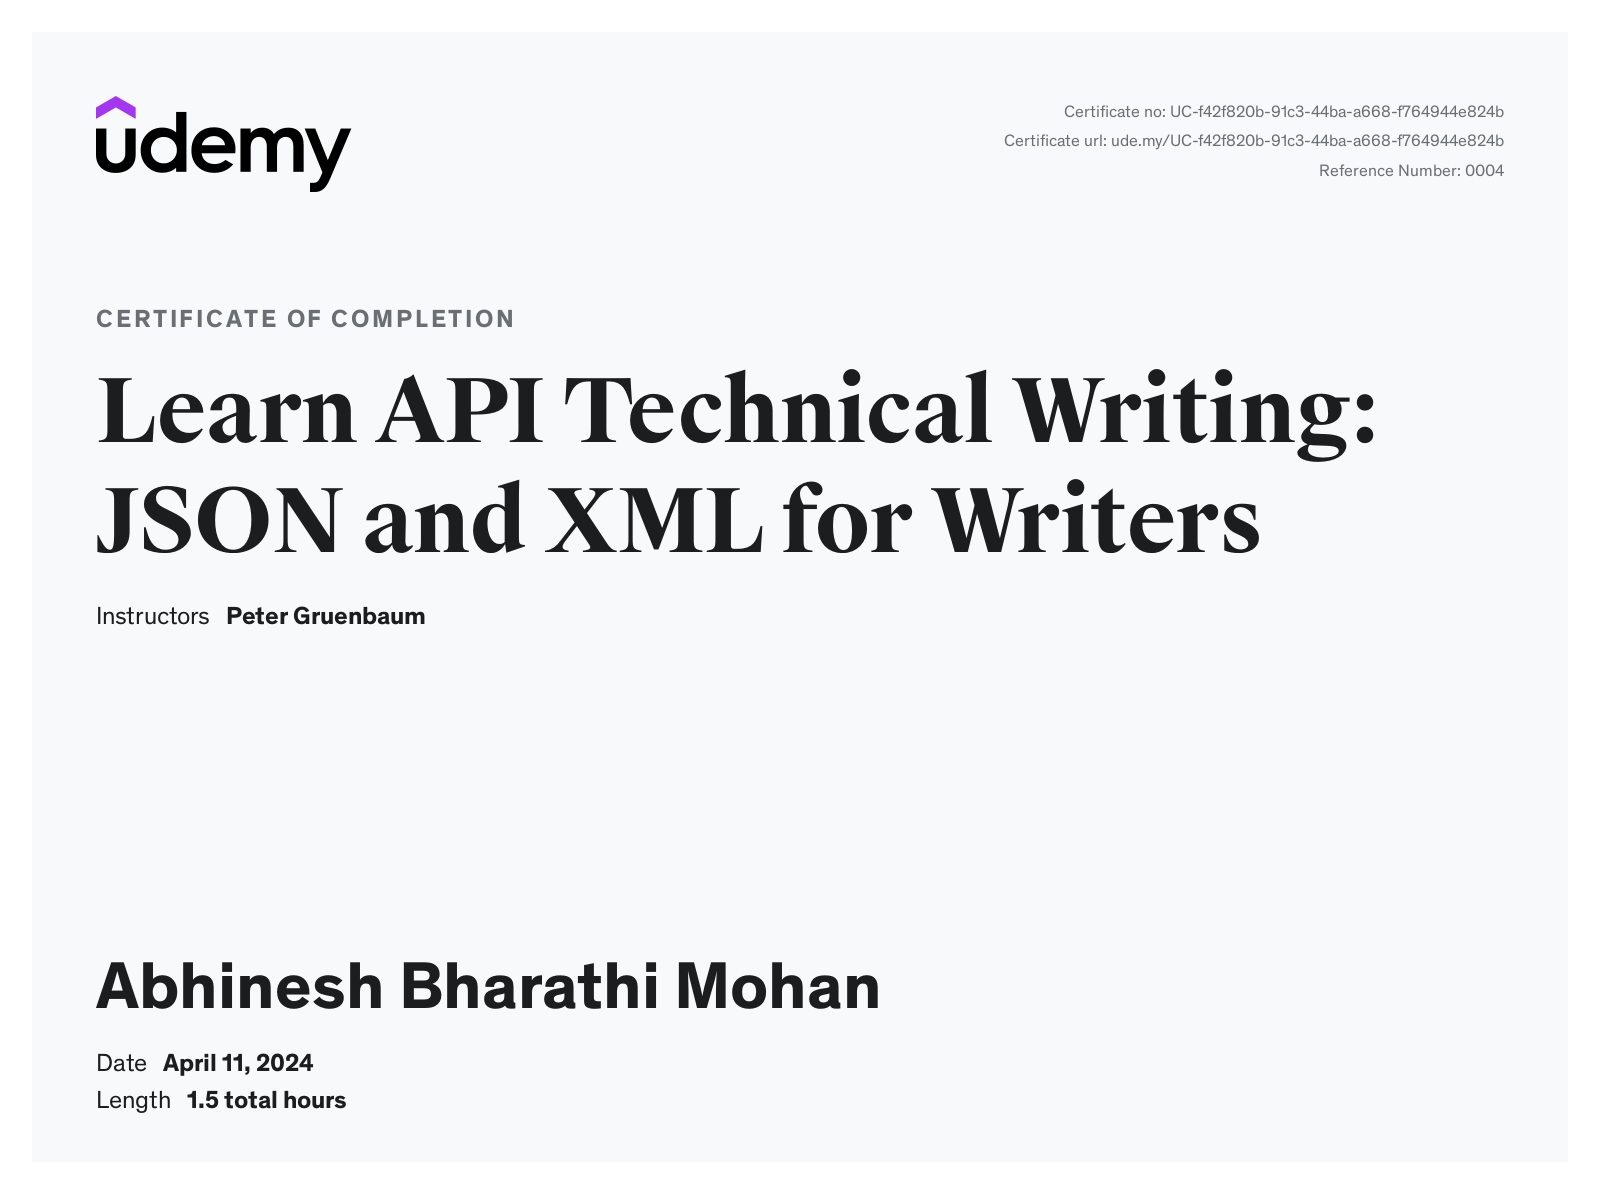 udemy
Certificate no: UC-f42f820b-91c3-44ba-a668-f764944e824b
Certificate url: ude.my/UC-f42f820b-91c3-44ba-a668-f764944e824b
Reference Number: 0004
CERTIFICATE OF COMPLETION
Learn API Technical Writing:
JSON and XML for Writers
Instructors Peter Gruenbaum
Abhinesh Bharathi Mohan
Date April 11, 2024
Length 1.5 total hours